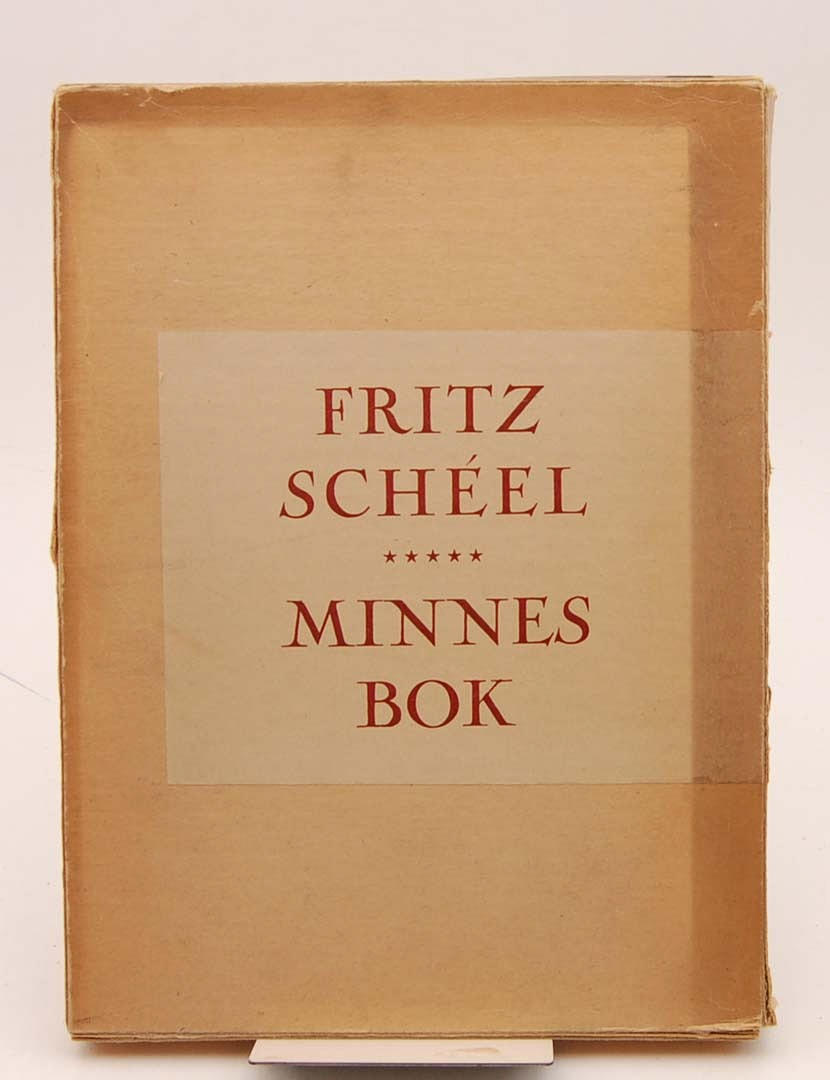 FRITZ
SCHÉEL
★★★★★
MINNES
BOK